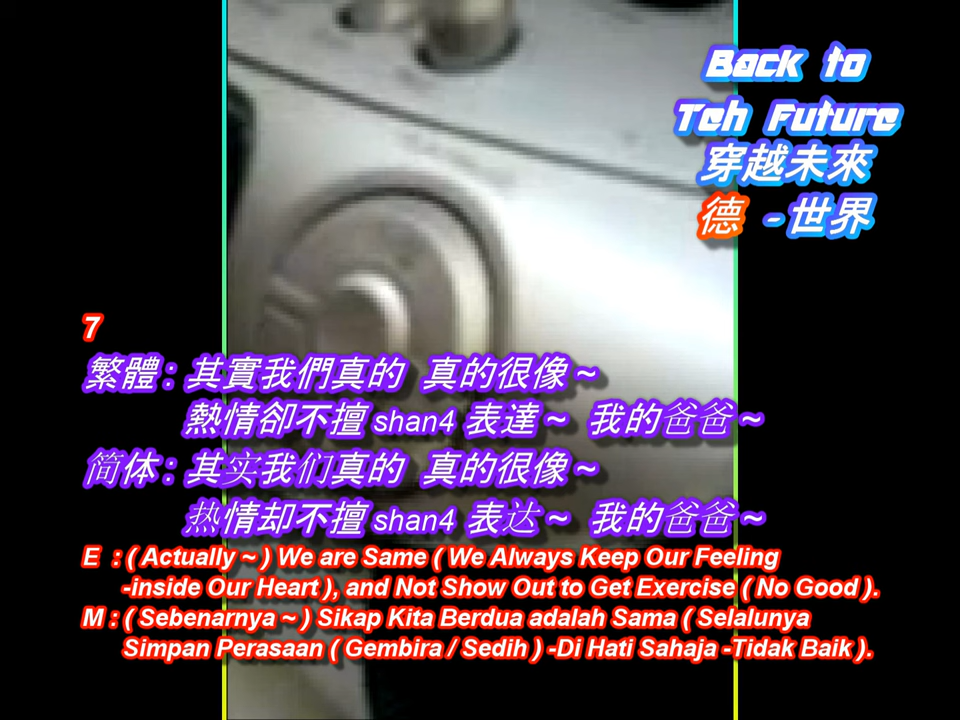 Back to
Teh Future
穿越未來
德 - 世界
7
繁體 : 其實我們真的 真的很像 ~
熱情卻不擅 shan4 表達 ~ 我的爸爸 ~
简体 : 其实我们真的 真的很像 ~
热情却不擅 shan4 表达 ~ 我的爸爸 ~
E : ( Actually ~ ) We are Same ( We Always Keep Our Feeling
-inside Our Heart ), and Not Show Out to Get Exercise ( No Good ).
M : ( Sebenarnya ~ ) Sikap Kita Berdua adalah Sama ( Selalunya
Simpan Perasaan ( Gembira / Sedih ) -Di Hati Sahaja -Tidak Baik ).